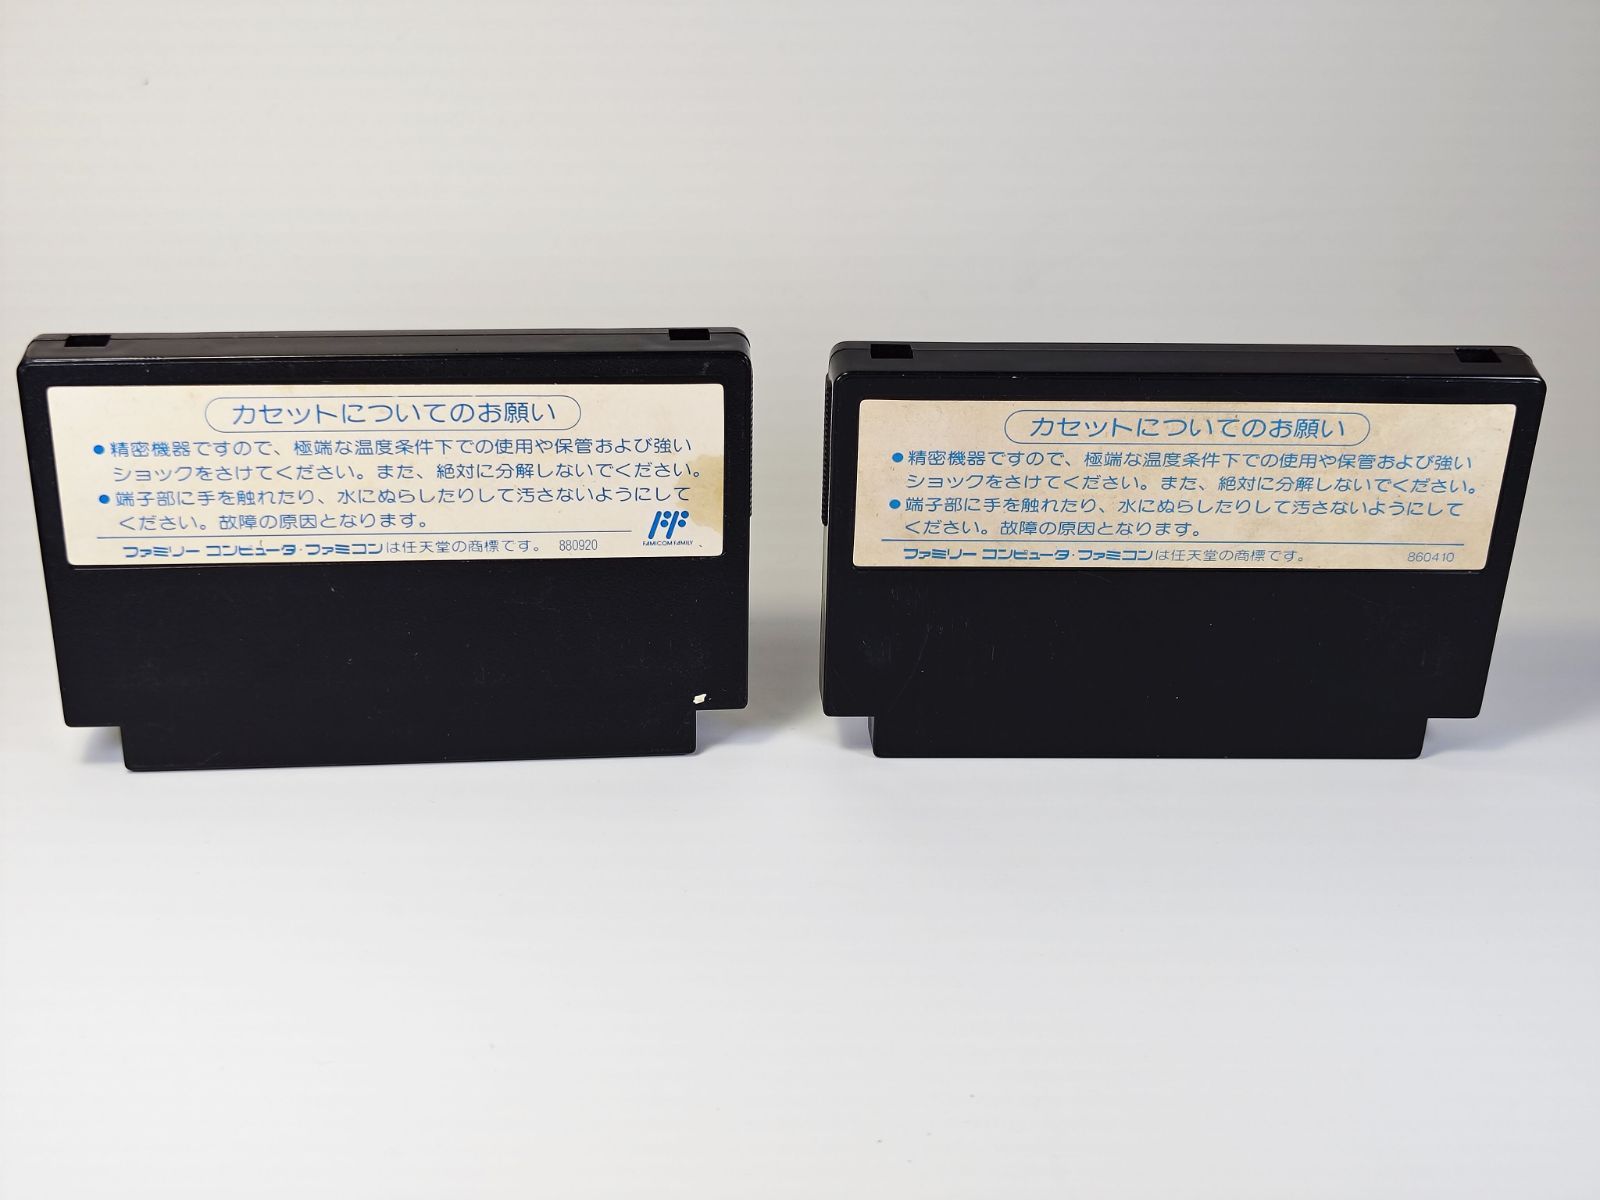 カセットについてのお願い
●精密機器ですので、極端な温度条件下での使用や保管および強い
ショックをさけてください。また、絶対に分解しないでください。
●端子部に手を触れたり、水にぬらしたりして汚さないようにして
ください。故障の原因となります。
ファミリー コンピュータ・ファミコンは任天堂の商標です。 880920
FF
FAMICOM FAMILY
カセットについてのお願い
●精密機器ですので、極端な温度条件下での使用や保管および強い
ショックをさけてください。また、絶対に分解しないでください。
●端子部に手を触れたり、水にぬらしたりして汚さないようにして
ください。故障の原因となります。
ファミリー コンピュータ・ファミコンは任天堂の商標です。 860410